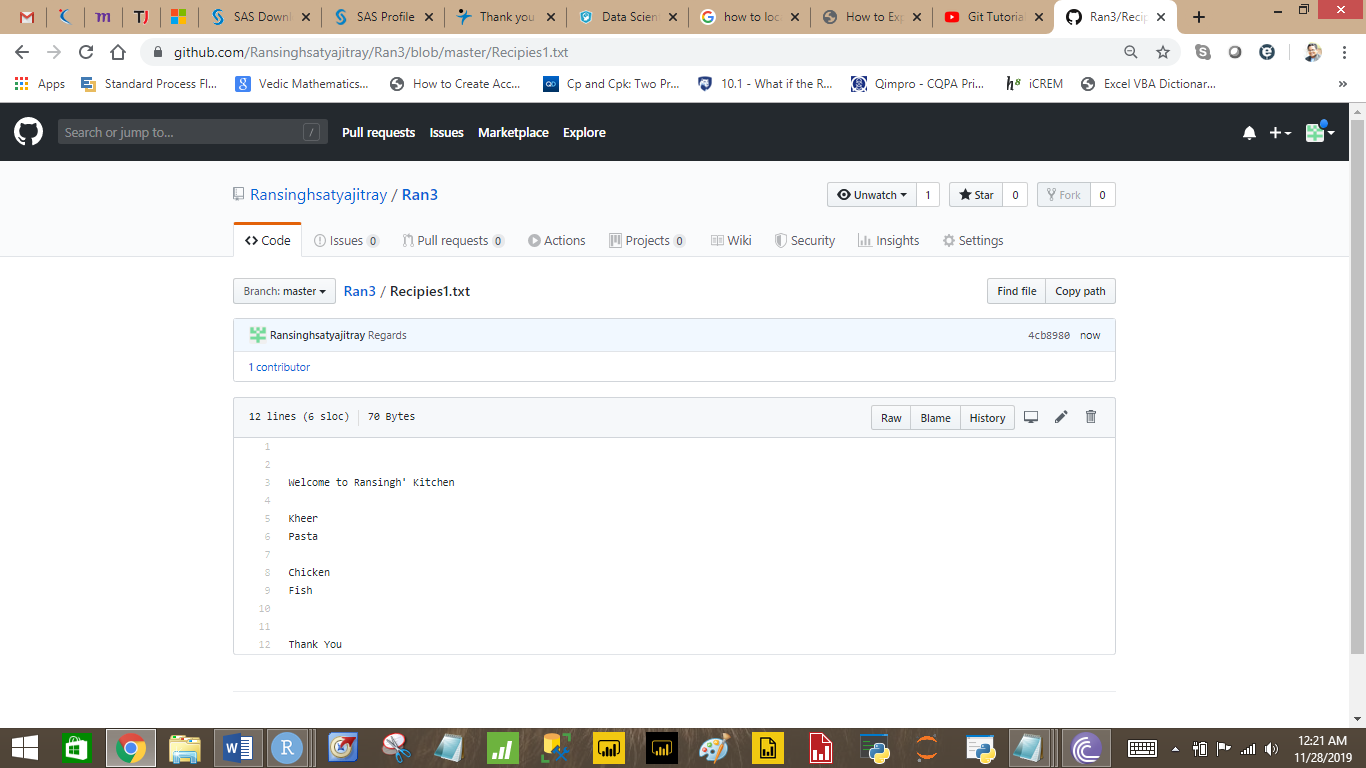 SAS Downl
SAS Profile
Thank you
Data Scien
how to loc
How to Exp
Git Tutoria
Ran3/Recip
github.com/Ransinghsatyajitray/Ran3/blob/master/Recipies1.txt
Apps
Standard Process Fl...
Vedic Mathematics...
How to Create Acc...
Cp and Cpk: Two Pr...
10.1 - What if the R...
Qimpro - CQPA Pri...
iCREM
Excel VBA Dictionar...
»
Search or jump to...
/
Pull requests
Issues
Marketplace
Explore
Ransinghsatyajitray / Ran3
Unwatch 1
Star 0
Fork 0
Code
Issues 0
Pull requests 0
Actions
Projects 0
Wiki
Security
Insights
Settings
Branch: master
Ran3 / Recipies1.txt
Find file
Copy path
Ransinghsatyajitray Regards
4cb8980 now
1 contributor
12 lines (6 sloc) 70 Bytes
Raw
Blame
History
1
2
3 Welcome to Ransingh' Kitchen
4
5 Kheer
6 Pasta
7
8 Chicken
9 Fish
10
11
12 Thank You
12:21 AM
11/28/2019